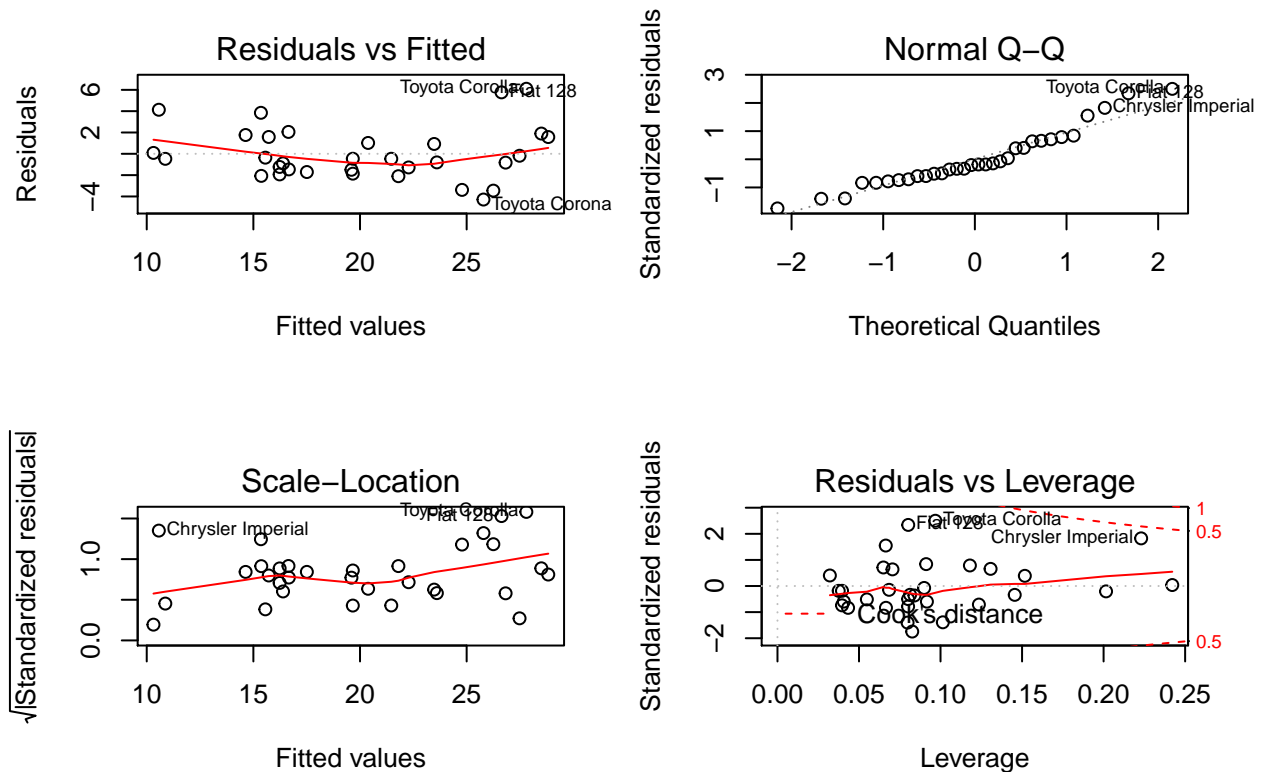 Residuals vs Fitted
Residuals
6
2
−4
Toyota Corolla
Fiat 128
Toyota Corona
10 15 20 25
Fitted values
Normal Q−Q
Standardized residuals
3
1
−1
Toyota Corolla
Fiat 128
Chrysler Imperial
−2 −1 0 1 2
Theoretical Quantiles
Scale−Location
√|Standardized residuals|
1.0
0.0
Toyota Corolla
Fiat 128
Chrysler Imperial
10 15 20 25
Fitted values
Residuals vs Leverage
Standardized residuals
2
0
−2
Toyota Corolla
Fiat 128
Chrysler Imperial
Cook's distance
1
0.5
0.5
0.00 0.05 0.10 0.15 0.20 0.25
Leverage